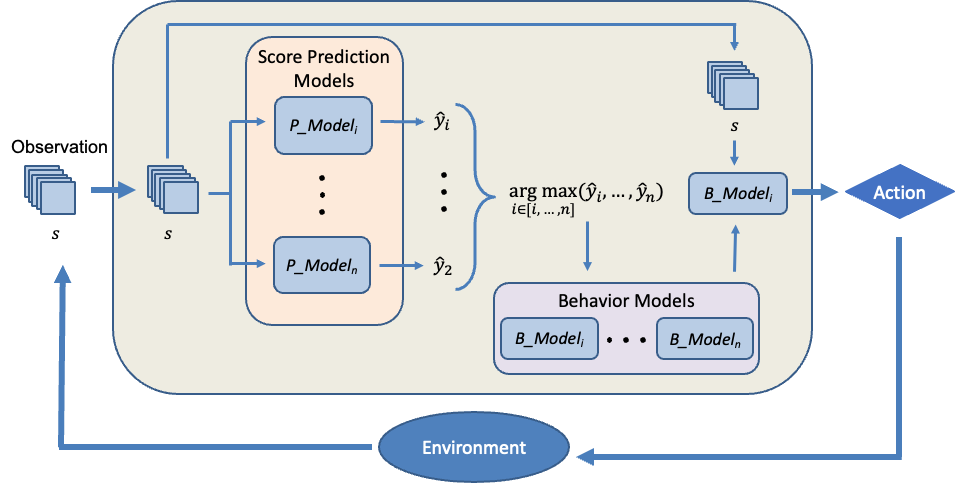 Observation
s
s
Score Prediction
Models
P_Modelᵢ
P_Modelₙ
ŷᵢ
ŷ₂
arg max(ŷᵢ, … , ŷₙ)
i∈[i, … ,n]
s
B_Modelᵢ
Behavior Models
B_Modelᵢ
B_Modelₙ
Action
Environment